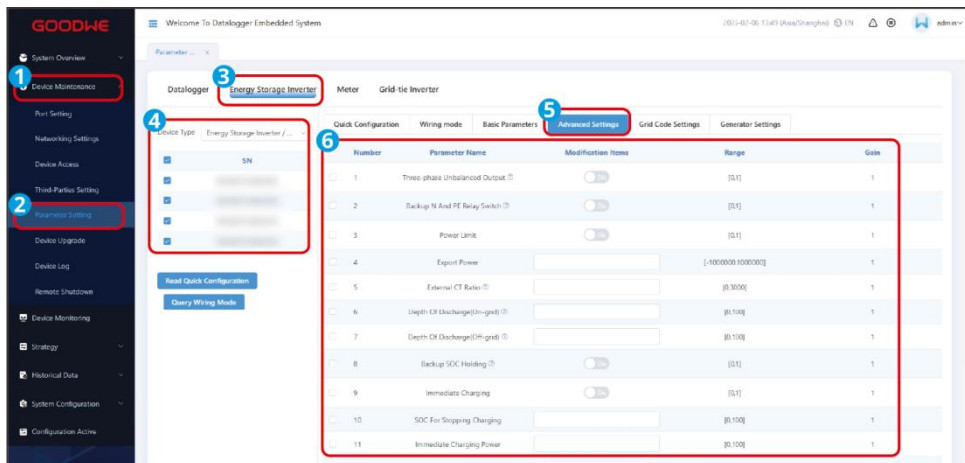 GOODWE
Welcome To Datalogger Embedded System
2025-02-06 13:49 (Asia/Shanghai) EN
admin
System Overview
Parameter ... ×
1
Device Maintenance
Port Setting
Networking Settings
Device Access
Third-Parties Setting
2
Parameter Setting
Device Upgrade
Device Log
Remote Shutdown
Device Monitoring
Strategy
Historical Data
System Configuration
Configuration Active
3
Datalogger Energy Storage Inverter Meter Grid-tie Inverter
4
Device Type Energy Storage Inverter / ...
SN
Read Quick Configuration
Query Wiring Mode
5
Quick Configuration Wiring mode Basic Parameters Advanced Settings Grid Code Settings Generator Settings
6
Number Parameter Name Modification Items Range Gain
1 Three-phase Unbalanced Output [0,1] 1
2 Backup N And PE Relay Switch [0,1] 1
3 Power Limit [0,1] 1
4 Export Power [-1000000,1000000] 1
5 External CT Ratio [0,3000] 1
6 Depth Of Discharge(On-grid) [0,100] 1
7 Depth Of Discharge(Off-grid) [0,100] 1
8 Backup SOC Holding [0,1] 1
9 Immediate Charging [0,1] 1
10 SOC For Stopping Charging [0,100] 1
11 Immediate Charging Power [0,100] 1